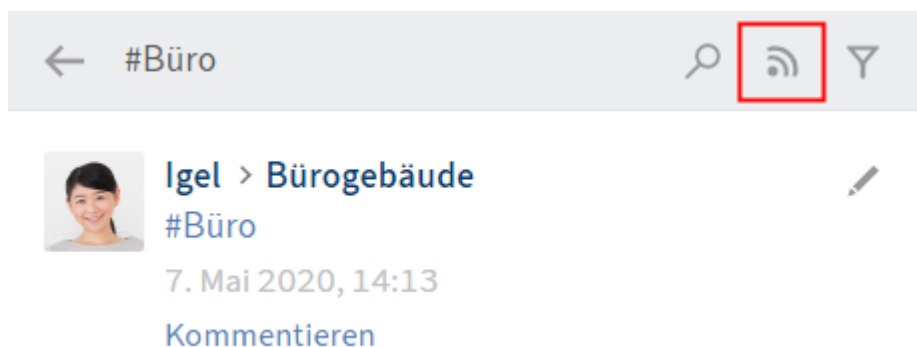 #Büro
Igel > Bürogebäude
#Büro
7. Mai 2020, 14:13
Kommentieren